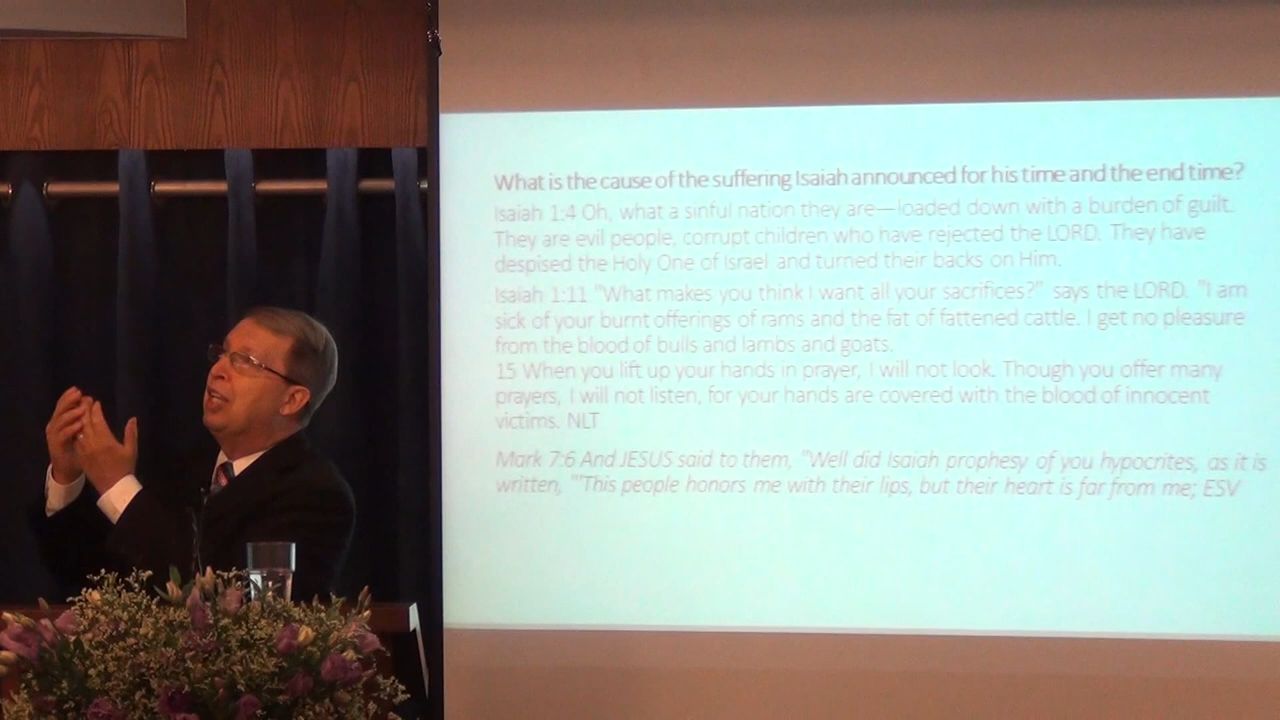 What is the cause of the suffering Isaiah announced for his time and the end time?
Isaiah 1:4 Oh, what a sinful nation they are—loaded down with a burden of guilt.
They are evil people, corrupt children who have rejected the LORD. They have
despised the Holy One of Israel and turned their backs on Him.
Isaiah 1:11 "What makes you think I want all your sacrifices?" says the LORD. "I am
sick of your burnt offerings of rams and the fat of fattened cattle. I get no pleasure
from the blood of bulls and lambs and goats.
15 When you lift up your hands in prayer, I will not look. Though you offer many
prayers, I will not listen, for your hands are covered with the blood of innocent
victims. NLT
Mark 7:6 And JESUS said to them, "Well did Isaiah prophesy of you hypocrites, as it is
written, "'This people honors me with their lips, but their heart is far from me; ESV